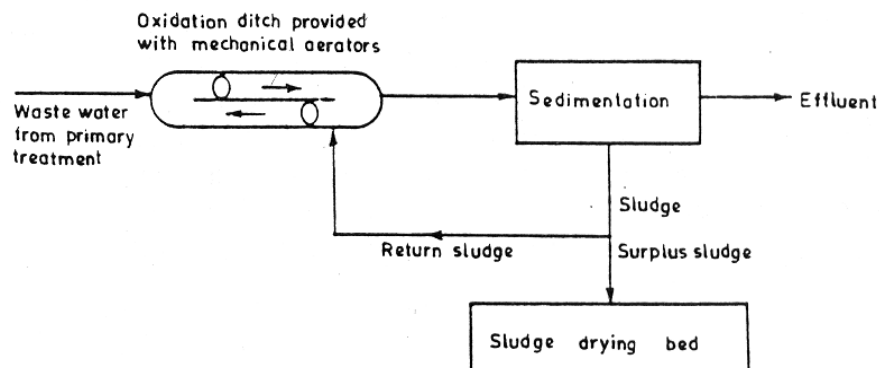 Oxidation ditch provided
with mechanical aerators
Waste water
from primary
treatment
Sedimentation
Effluent
Sludge
Return sludge
Surplus sludge
Sludge drying bed